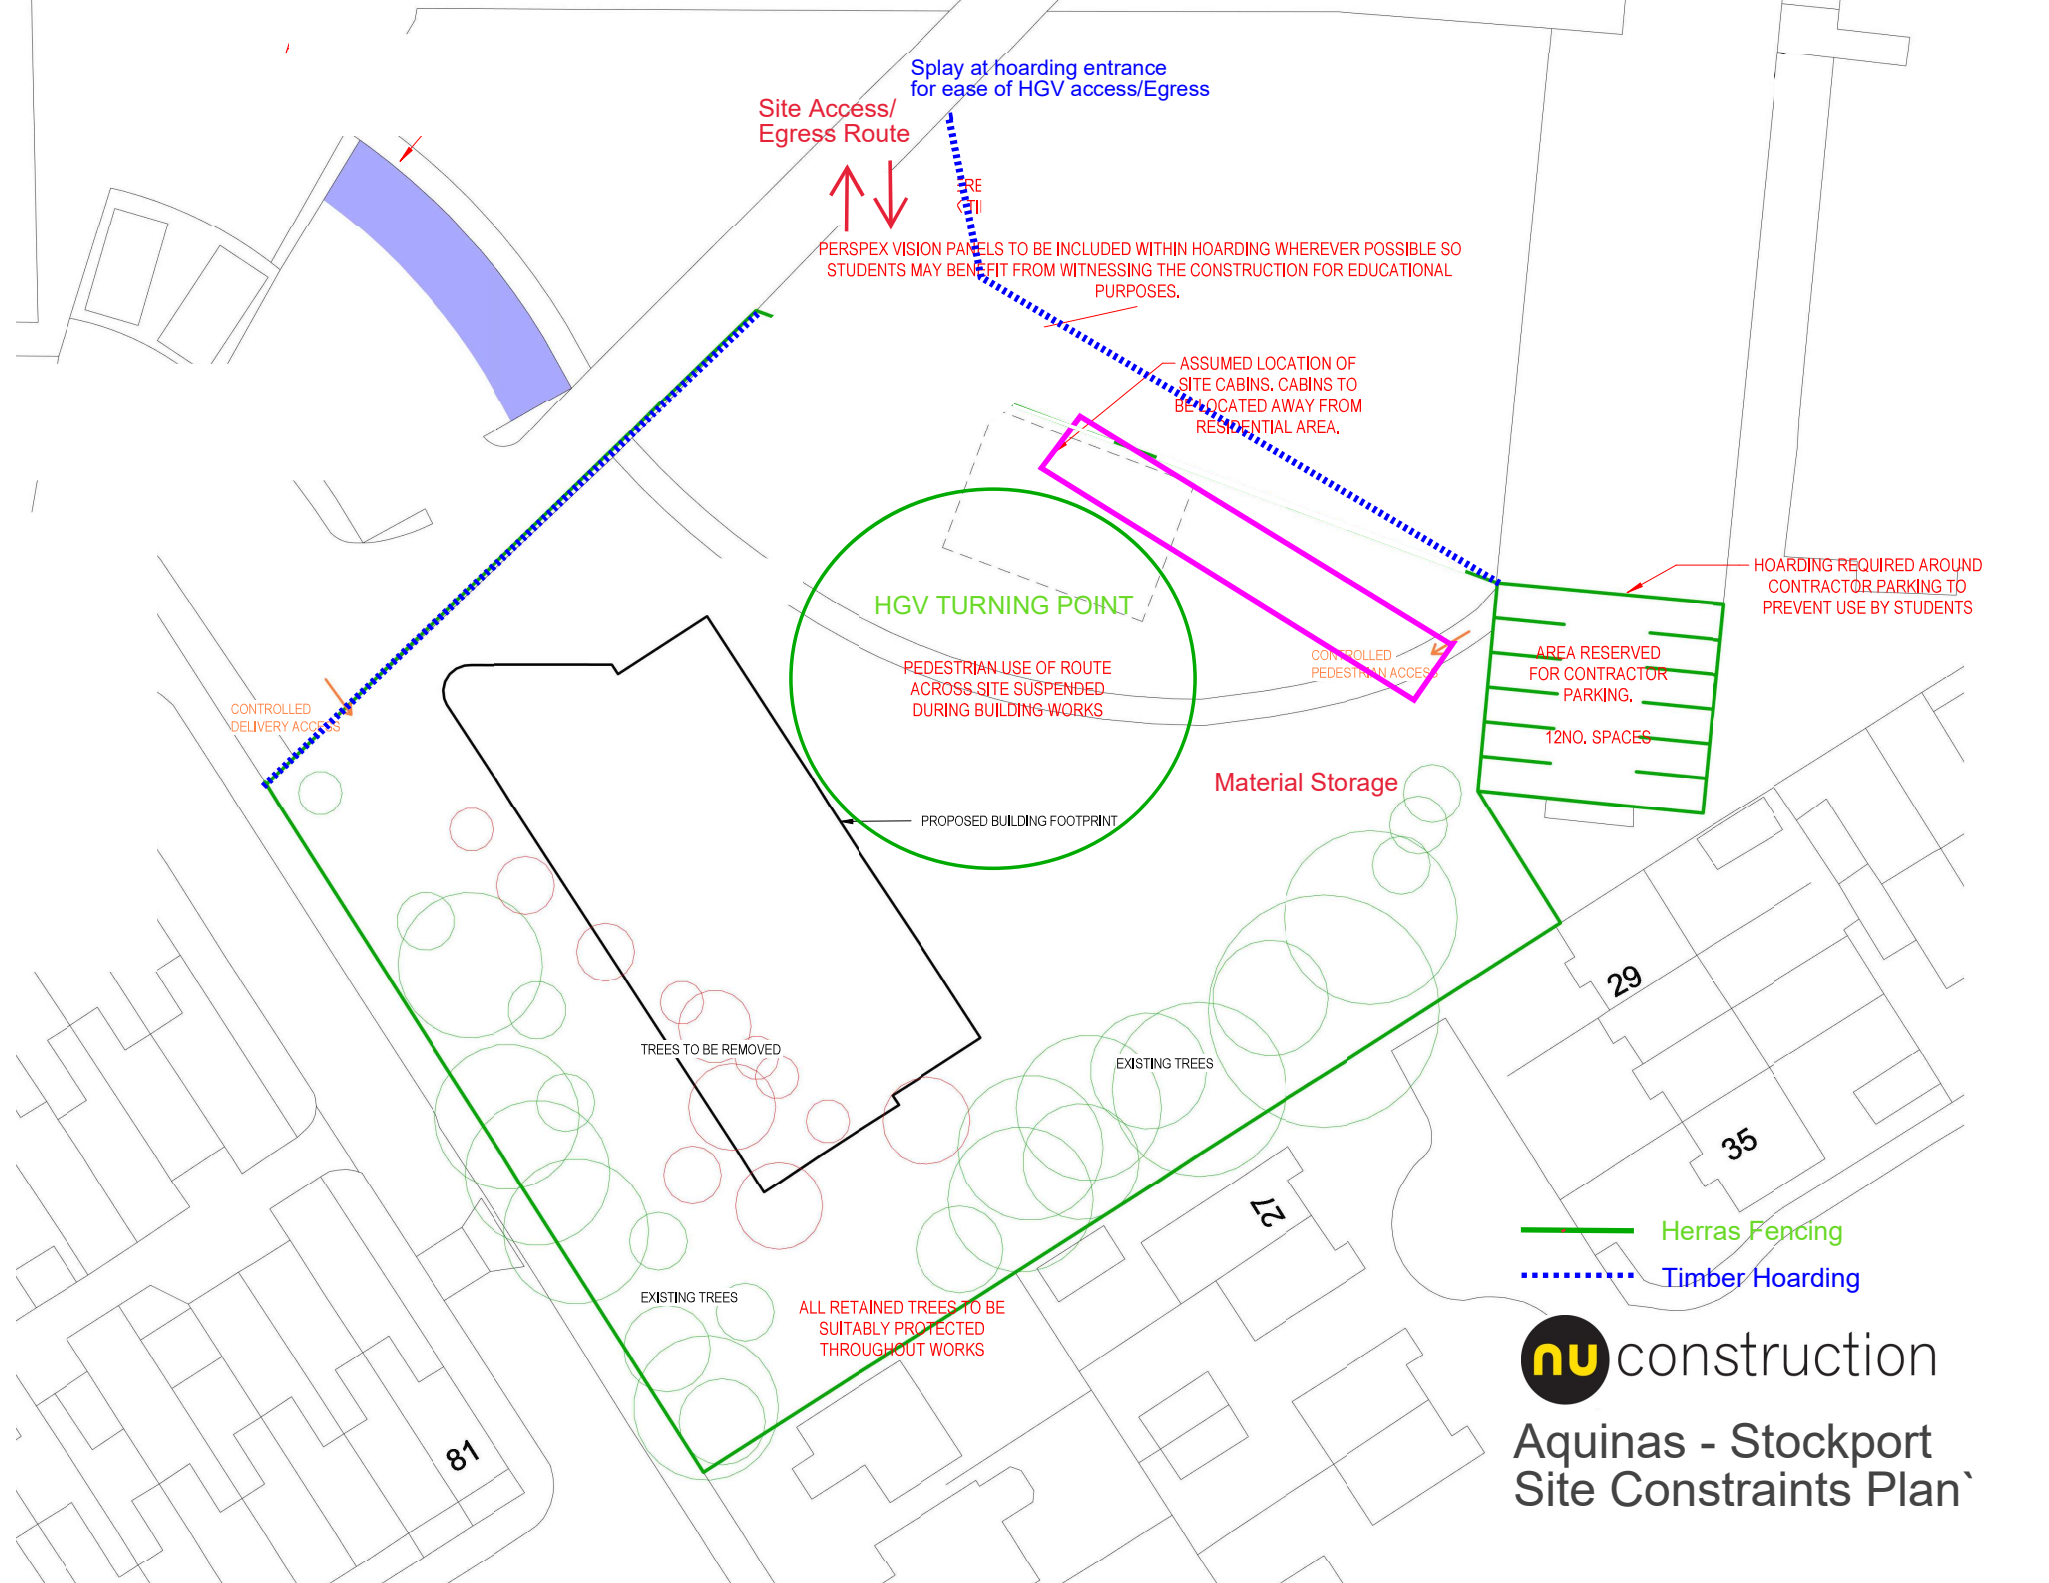 Splay at hoarding entrance
for ease of HGV access/Egress
Site Access/
Egress Route
PERSPEX VISION PANELS TO BE INCLUDED WITHIN HOARDING WHEREVER POSSIBLE SO
STUDENTS MAY BENEFIT FROM WITNESSING THE CONSTRUCTION FOR EDUCATIONAL
PURPOSES.
ASSUMED LOCATION OF
SITE CABINS. CABINS TO
BE LOCATED AWAY FROM
RESIDENTIAL AREA.
HOARDING REQUIRED AROUND
CONTRACTOR PARKING TO
PREVENT USE BY STUDENTS
HGV TURNING POINT
PEDESTRIAN USE OF ROUTE
ACROSS SITE SUSPENDED
DURING BUILDING WORKS
CONTROLLED
PEDESTRIAN ACCESS
AREA RESERVED
FOR CONTRACTOR
PARKING.
12NO. SPACES
CONTROLLED
DELIVERY ACCESS
Material Storage
PROPOSED BUILDING FOOTPRINT
29
TREES TO BE REMOVED
EXISTING TREES
35
27
EXISTING TREES
ALL RETAINED TREES TO BE
SUITABLY PROTECTED
THROUGHOUT WORKS
81
Herras Fencing
Timber Hoarding
nu construction
Aquinas - Stockport
Site Constraints Plan`